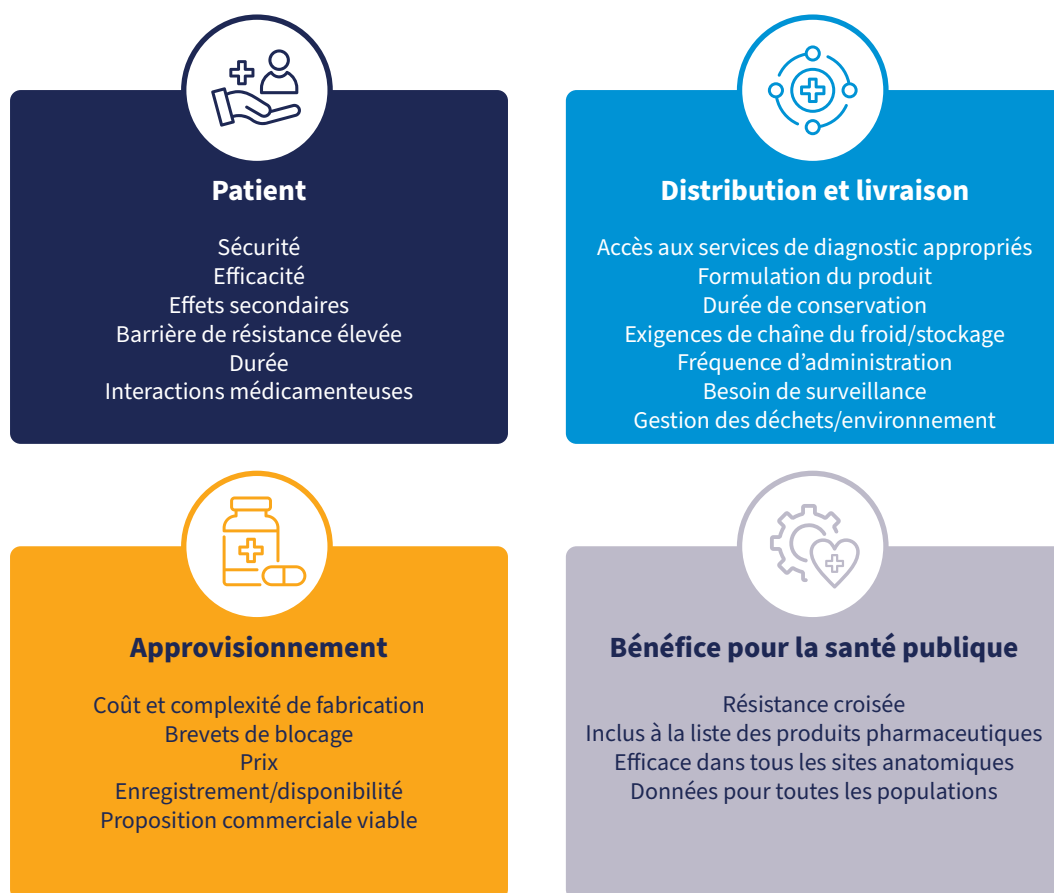 Patient
Sécurité
Efficacité
Effets secondaires
Barrière de résistance élevée
Durée
Interactions médicamenteuses
Distribution et livraison
Accès aux services de diagnostic appropriés
Formulation du produit
Durée de conservation
Exigences de chaîne du froid/stockage
Fréquence d’administration
Besoin de surveillance
Gestion des déchets/environnement
Approvisionnement
Coût et complexité de fabrication
Brevets de blocage
Prix
Enregistrement/disponibilité
Proposition commerciale viable
Bénéfice pour la santé publique
Résistance croisée
Inclus à la liste des produits pharmaceutiques
Efficace dans tous les sites anatomiques
Données pour toutes les populations